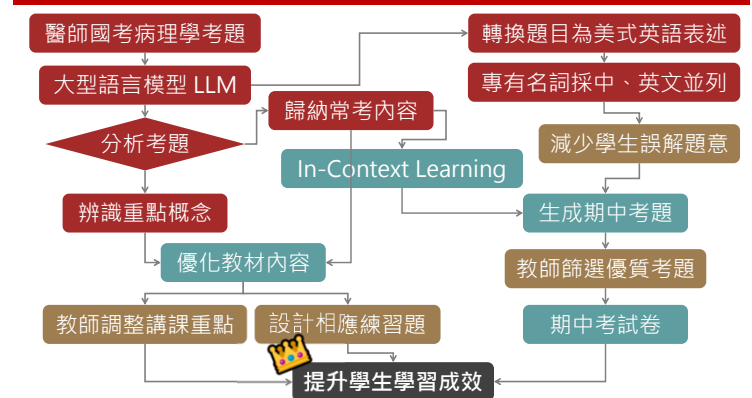 醫師國考病理學考題
轉換題目為美式英語表述
大型語言模型 LLM
專有名詞採中、英文並列
歸納常考內容
分析考題
減少學生誤解題意
In-Context Learning
辨識重點概念
生成期中考題
優化教材內容
教師篩選優質考題
教師調整講課重點
設計相應練習題
期中考試卷
提升學生學習成效